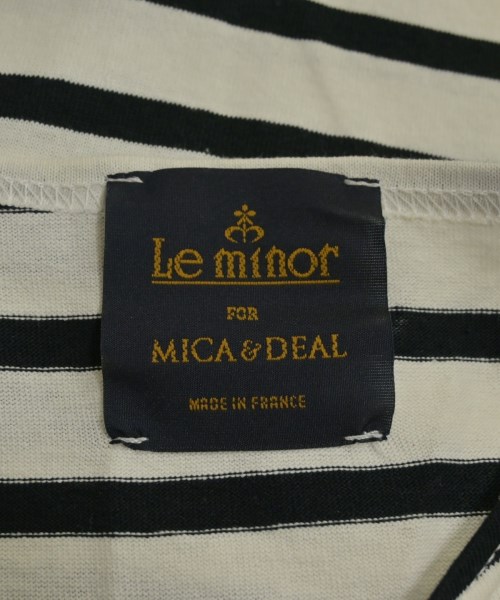 Le minor
FOR
MICA & DEAL
MADE IN FRANCE